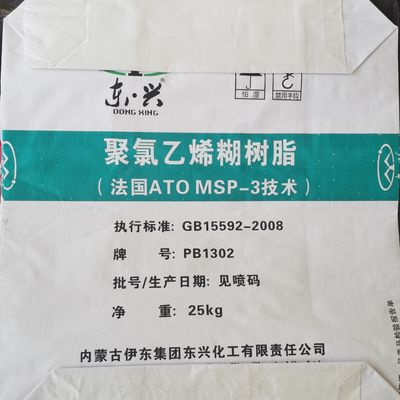 东兴®
DONG XING
怕湿 禁用手钩
聚氯乙烯糊树脂
(法国ATO MSP-3技术)
执行标准: GB15592-2008
牌 号: PB1302
批号/生产日期: 见喷码
净 重: 25kg
内蒙古伊东集团东兴化工有限责任公司